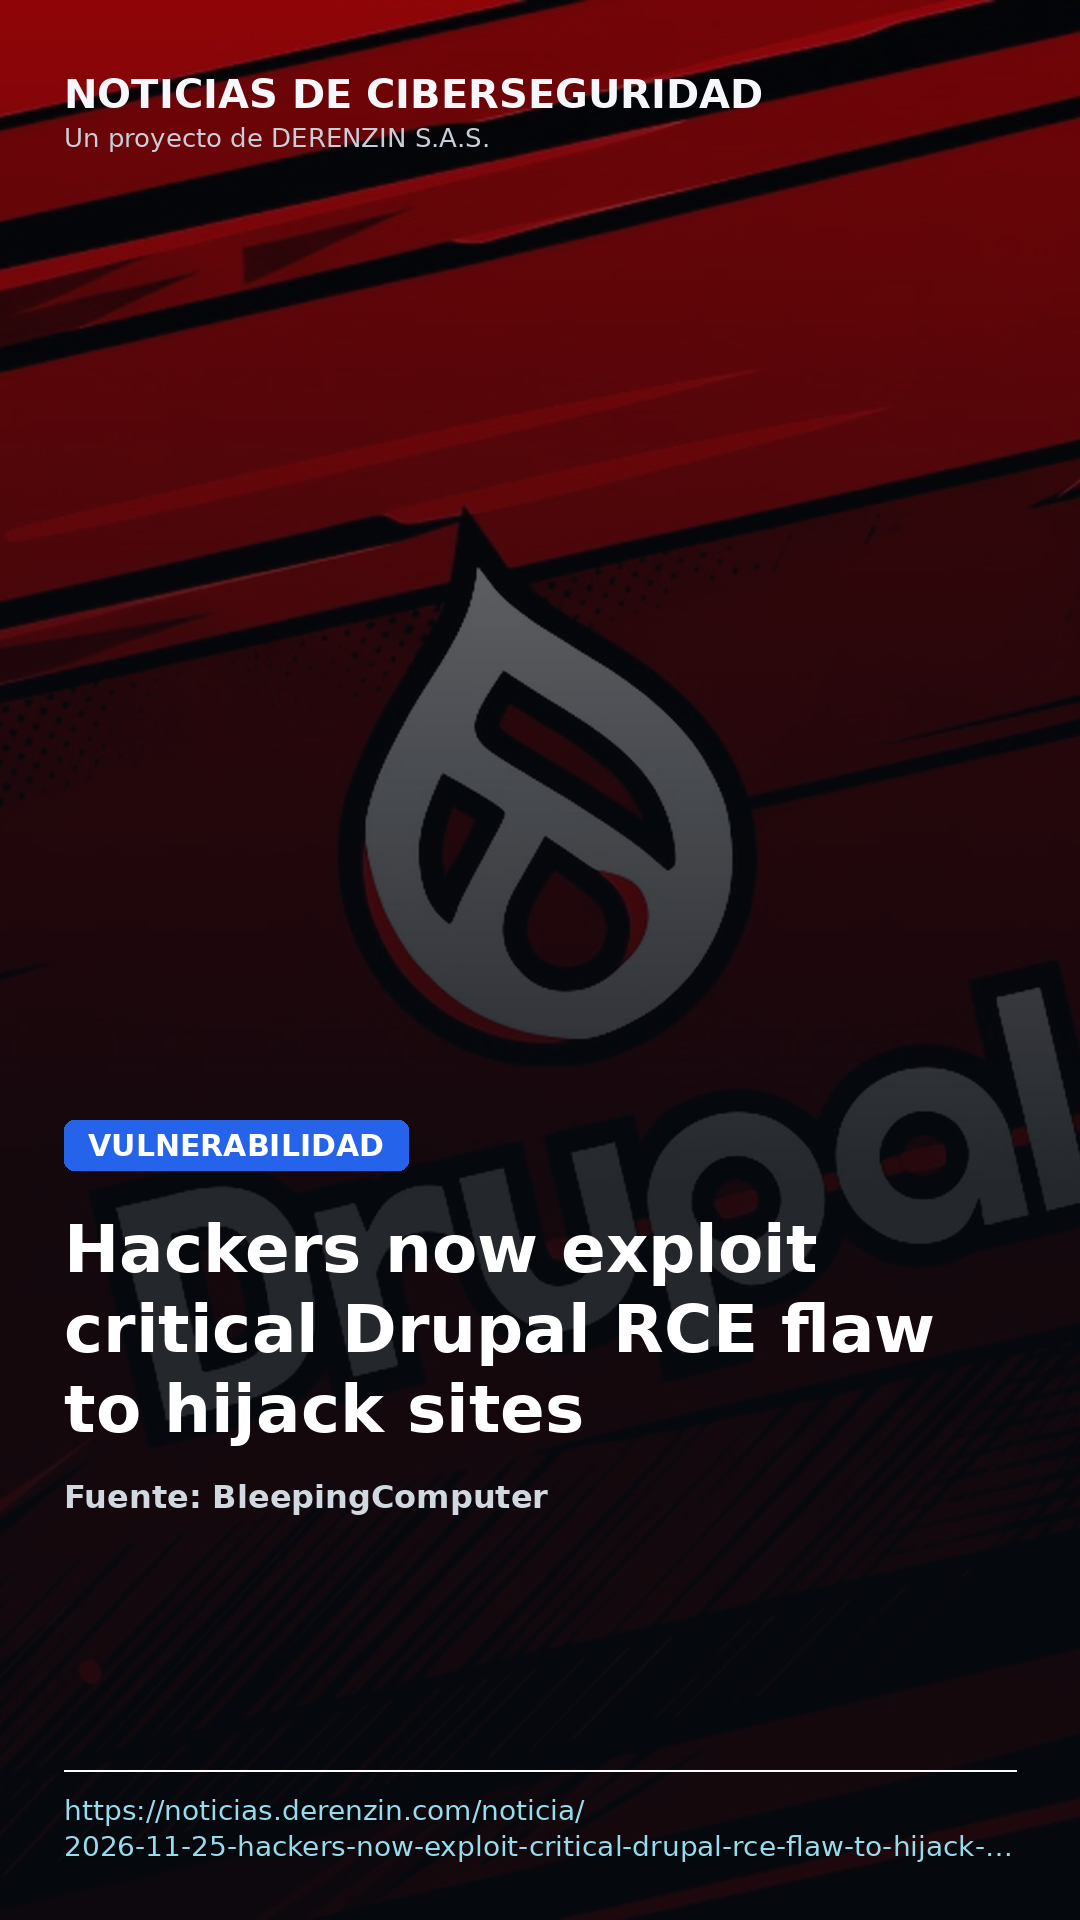 NOTICIAS DE CIBERSEGURIDAD
Un proyecto de DERENZIN S.A.S.
Drupal
VULNERABILIDAD
Hackers now exploit
critical Drupal RCE flaw
to hijack sites
Fuente: BleepingComputer
https://noticias.derenzin.com/noticia/
2026-11-25-hackers-now-exploit-critical-drupal-rce-flaw-to-hijack-...